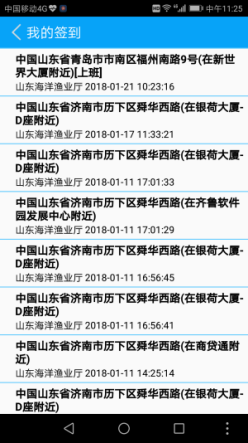 中国移动4G
中午11:25
我的签到
中国山东省青岛市市南区福州南路9号(在新世
界大厦附近)[上班]
山东海洋渔业厅 2018-01-21 10:23:16
中国山东省济南市历下区舜华西路(在银荷大厦-
D座附近)
山东海洋渔业厅 2018-01-17 11:33:21
中国山东省济南市历下区舜华西路(在银荷大厦-
D座附近)
山东海洋渔业厅 2018-01-11 17:01:33
中国山东省济南市历下区舜华西路(在齐鲁软件
园发展中心附近)
山东海洋渔业厅 2018-01-11 17:01:29
中国山东省济南市历下区舜华西路(在银荷大厦-
D座附近)
山东海洋渔业厅 2018-01-11 16:56:45
中国山东省济南市历下区舜华西路(在银荷大厦-
D座附近)
山东海洋渔业厅 2018-01-11 16:56:41
中国山东省济南市历下区舜华西路(在商贷通附
近)
山东海洋渔业厅 2018-01-11 14:25:14
中国山东省济南市历下区舜华西路(在银荷大厦-
D座附近)